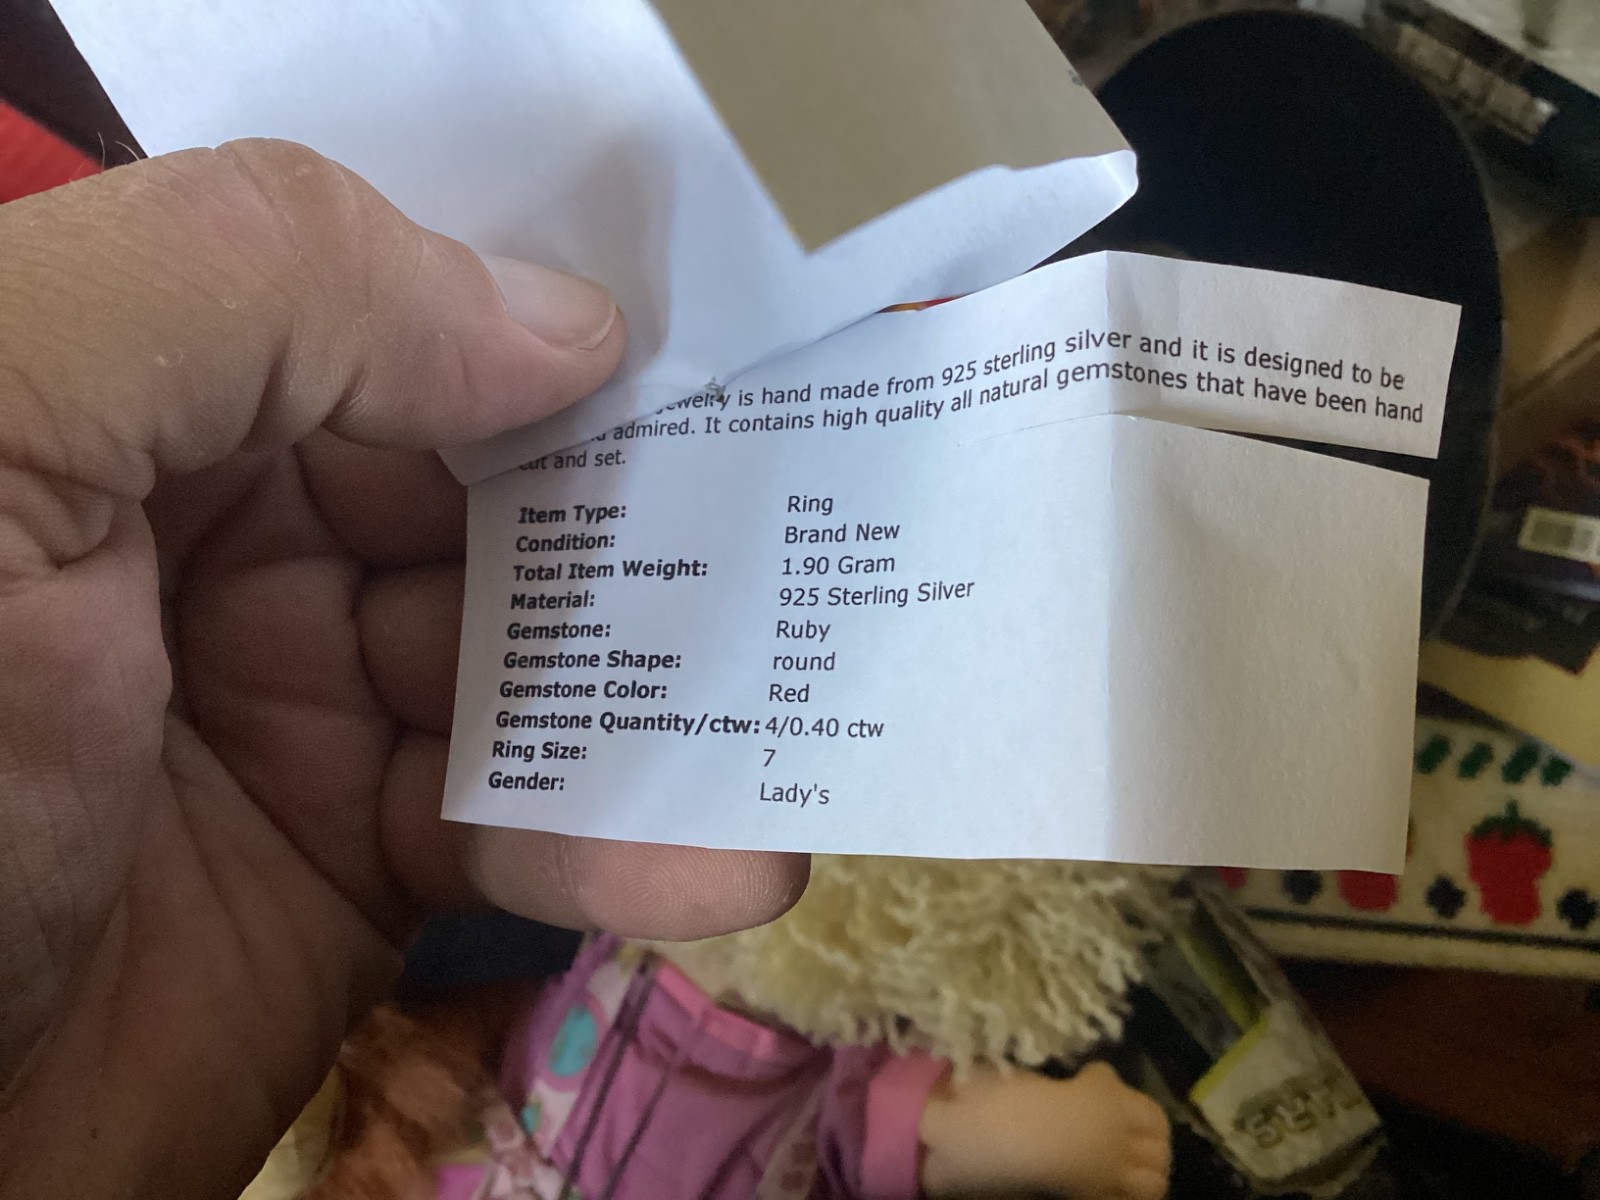 is hand made from 925 sterling silver and it is designed to be
admired. It contains high quality all natural gemstones that have been hand
cut and set.
Item Type: Ring
Condition: Brand New
Total Item Weight: 1.90 Gram
Material: 925 Sterling Silver
Gemstone: Ruby
Gemstone Shape: round
Gemstone Color: Red
Gemstone Quantity/ctw: 4/0.40 ctw
Ring Size: 7
Gender: Lady's